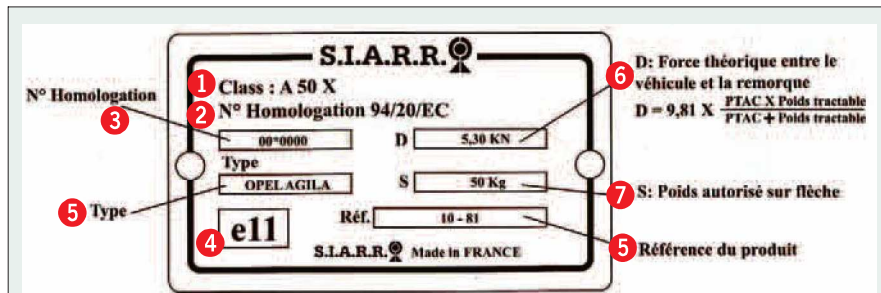 S.I.A.R.R.
1 Class : A 50 X
2 N° Homologation 94/20/EC
N° Homologation
3
00*0000
Type
OPEL AGILA
5 Type
4 e11
D 5,30 KN
S 50 Kg
Réf. 10 - 81
S.I.A.R.R. Made in FRANCE
6
D: Force théorique entre le
véhicule et la remorque
D = 9,81 X PTAC X Poids tractable
PTAC + Poids tractable
7 S: Poids autorisé sur flèche
5 Référence du produit